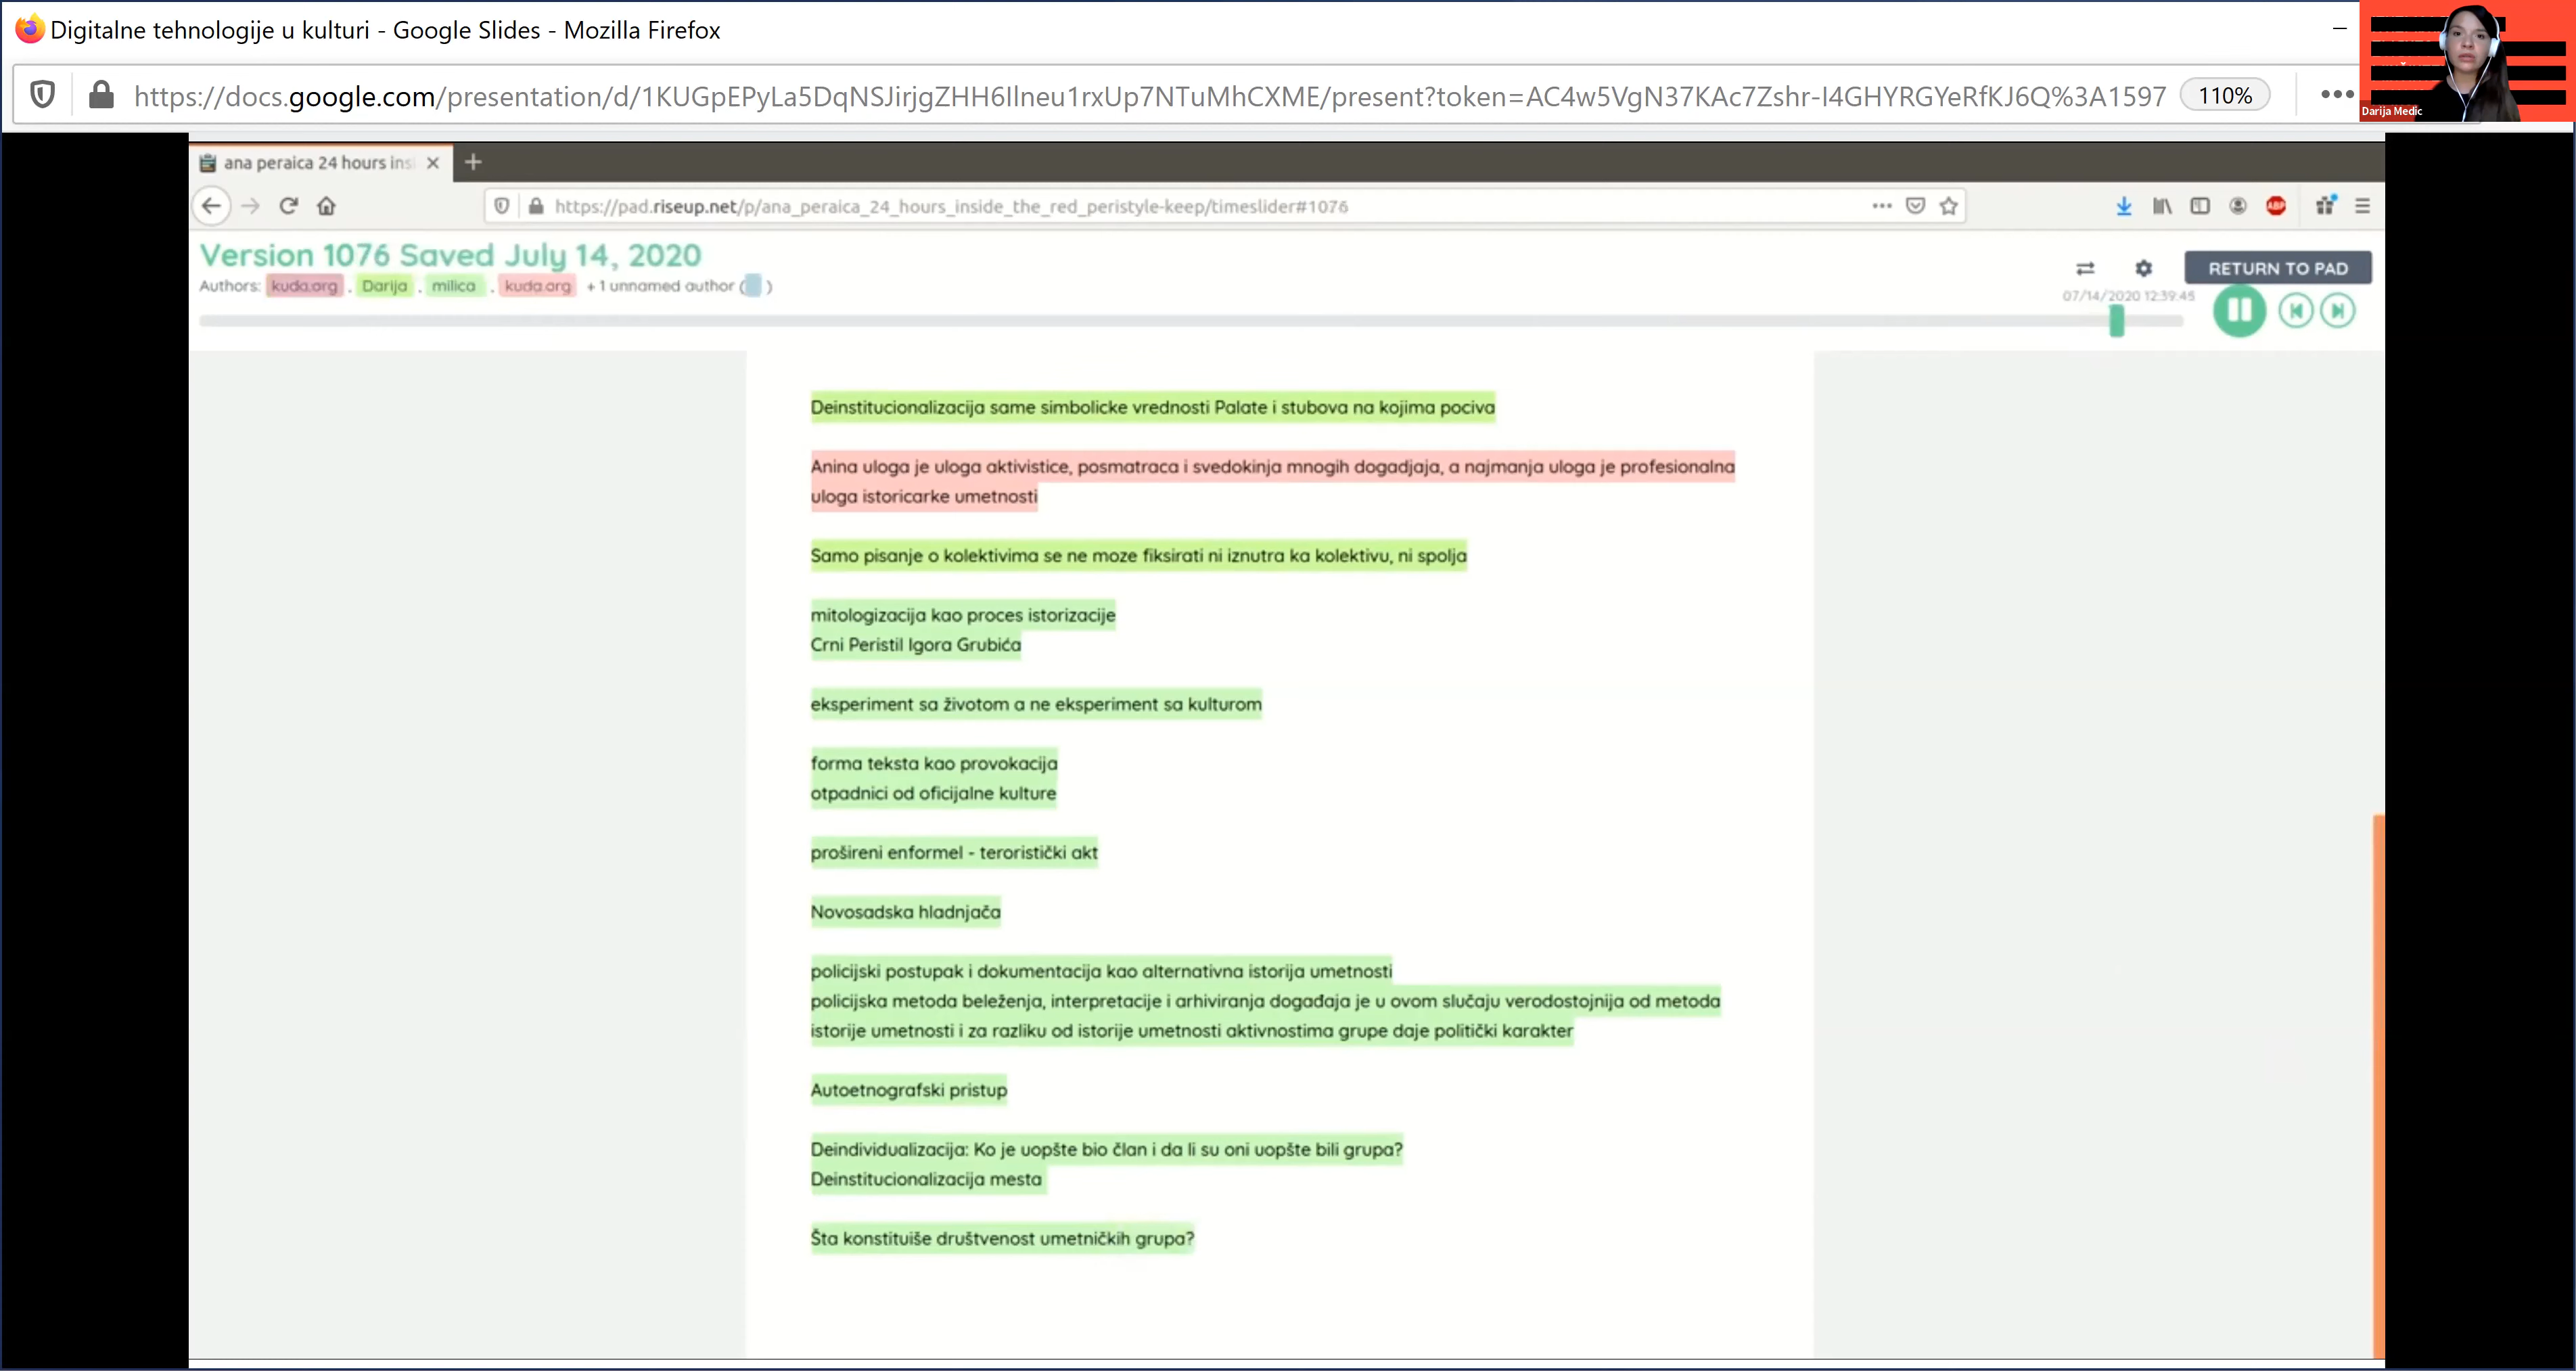 Digitalne tehnologije u kulturi - Google Slides - Mozilla Firefox
https://docs.google.com/presentation/d/1KUGpEPyLa5DqNSJirjgZHH6Ilneu1rxUp7NTuMhCXME/present?token=AC4w5VgN37KAc7Zshr-I4GHYRGYeRfKJ6Q%3A1597
110%
Darija Medic
ana peraica 24 hours insi
https://pad.riseup.net/p/ana_peraica_24_hours_inside_the_red_peristyle-keep/timeslider#1076
ABP
Version 1076 Saved July 14, 2020
RETURN TO PAD
Authors: kuda.org , Darija , milica , kuda.org + 1 unnamed author ( )
07/14/2020 12:39:45
Deinstitucionalizacija same simbolicke vrednosti Palate i stubova na kojima pociva
Anina uloga je uloga aktivistice, posmatraca i svedokinja mnogih dogadjaja, a najmanja uloga je profesionalna
uloga istoricarke umetnosti
Samo pisanje o kolektivima se ne moze fiksirati ni iznutra ka kolektivu, ni spolja
mitologizacija kao proces istorizacije
Crni Peristil Igora Grubića
eksperiment sa životom a ne eksperiment sa kulturom
forma teksta kao provokacija
otpadnici od oficijalne kulture
prošireni enformel - teroristički akt
Novosadska hladnjača
policijski postupak i dokumentacija kao alternativna istorija umetnosti
policijska metoda beleženja, interpretacije i arhiviranja događaja je u ovom slučaju verodostojnija od metoda
istorije umetnosti i za razliku od istorije umetnosti aktivnostima grupe daje politički karakter
Autoetnografski pristup
Deindividualizacija: Ko je uopšte bio član i da li su oni uopšte bili grupa?
Deinstitucionalizacija mesta
Šta konstituiše društvenost umetničkih grupa?